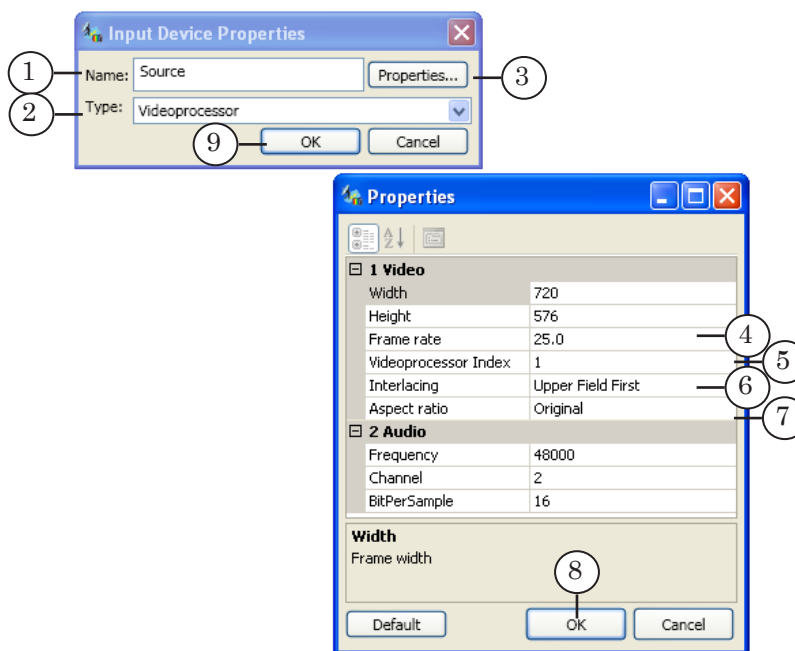 Input Device Properties
1 Name: Source Properties... 3
2 Type: Videoprocessor
9 OK Cancel
Properties
A Z
1 Video
Width 720
Height 576
Frame rate 25.0 4
Videoprocessor Index 1 5
Interlacing Upper Field First 6
Aspect ratio Original 7
2 Audio
Frequency 48000
Channel 2
BitPerSample 16
Width
Frame width
8
Default OK Cancel